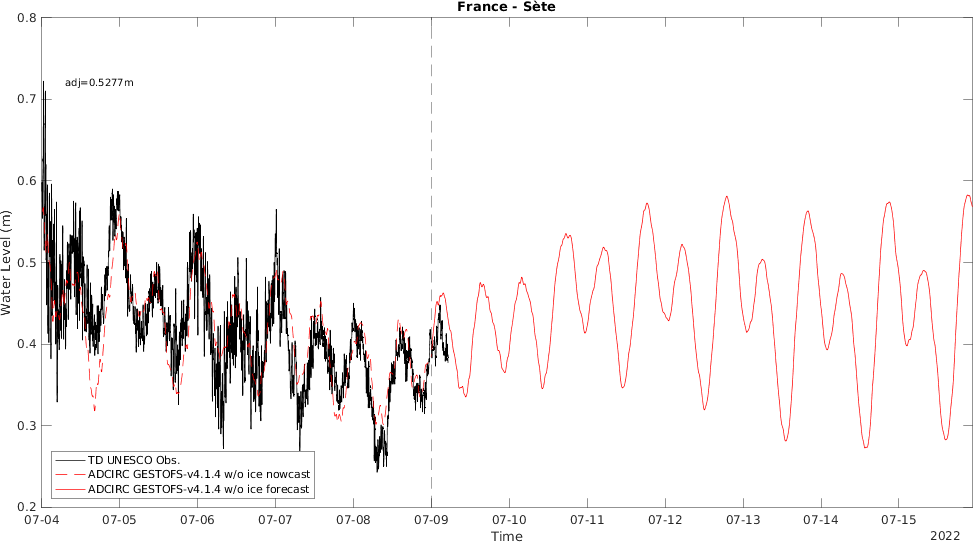 France - Sète
0.8
0.7
0.6
0.5
0.4
0.3
0.2
Water Level (m)
adj=0.5277m
TD UNESCO Obs.
ADCIRC GESTOFS-v4.1.4 w/o ice nowcast
ADCIRC GESTOFS-v4.1.4 w/o ice forecast
07-04 07-05 07-06 07-07 07-08 07-09 07-10 07-11 07-12 07-13 07-14 07-15
Time
2022